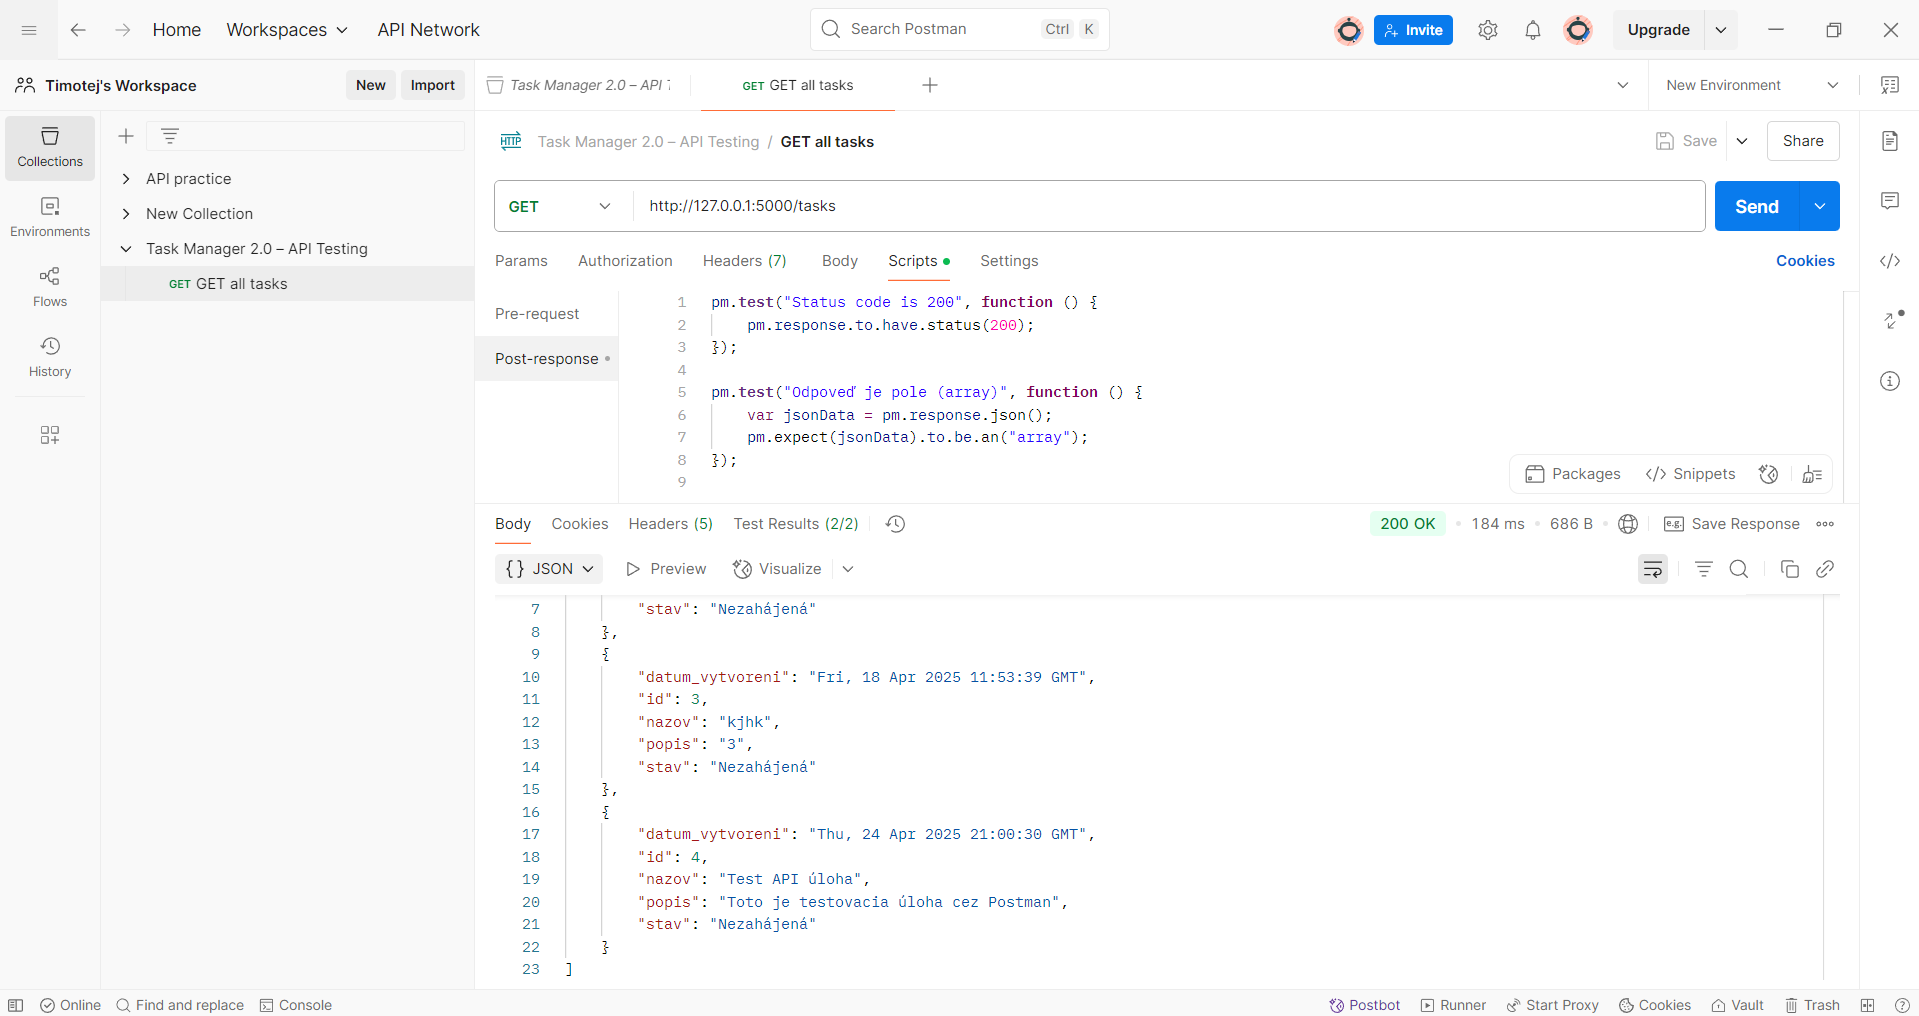 Home Workspaces API Network Search Postman Ctrl K Invite Upgrade
Timotej's Workspace New Import Task Manager 2.0 – API GET GET all tasks New Environment
Collections
Environments
Flows
History
API practice
New Collection
Task Manager 2.0 – API Testing
GET GET all tasks
HTTP Task Manager 2.0 – API Testing / GET all tasks Save Share
GET http://127.0.0.1:5000/tasks Send
Params Authorization Headers (7) Body Scripts Settings Cookies
Pre-request
Post-response
1 pm.test("Status code is 200", function () {
2 pm.response.to.have.status(200);
3 });
4
5 pm.test("Odpoveď je pole (array)", function () {
6 var jsonData = pm.response.json();
7 pm.expect(jsonData).to.be.an("array");
8 });
9
Packages Snippets
Body Cookies Headers (5) Test Results (2/2) 200 OK 184 ms 686 B e.g. Save Response
{} JSON Preview Visualize
7 "stav": "Nezahájená"
8 },
9 {
10 "datum_vytvoreni": "Fri, 18 Apr 2025 11:53:39 GMT",
11 "id": 3,
12 "nazov": "kjhk",
13 "popis": "3",
14 "stav": "Nezahájená"
15 },
16 {
17 "datum_vytvoreni": "Thu, 24 Apr 2025 21:00:30 GMT",
18 "id": 4,
19 "nazov": "Test API úloha",
20 "popis": "Toto je testovacia úloha cez Postman",
21 "stav": "Nezahájená"
22 }
23 ]
Online Find and replace Console Postbot Runner Start Proxy Cookies Vault Trash